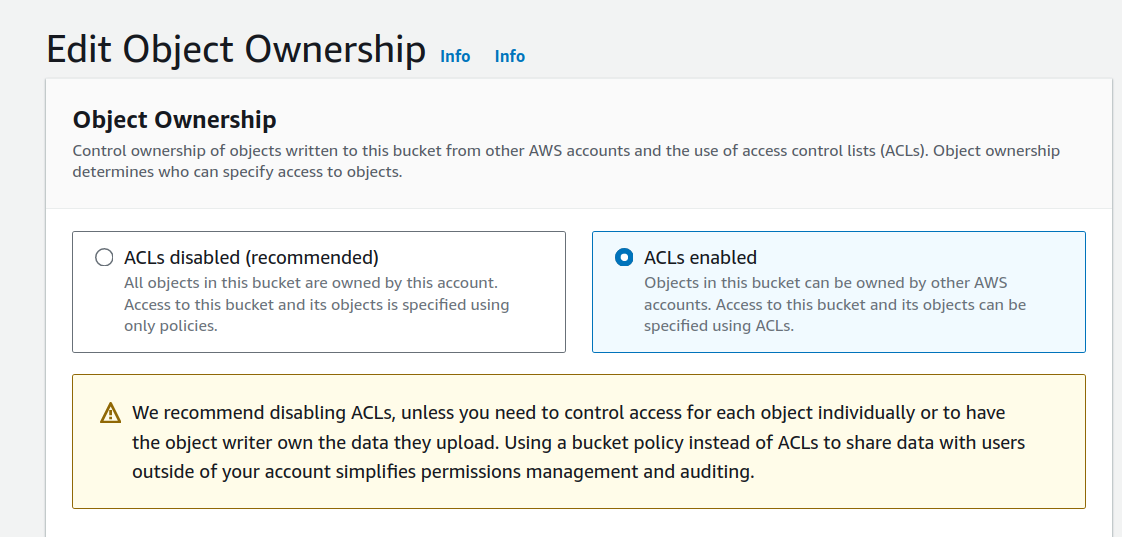 Edit Object Ownership Info Info
Object Ownership
Control ownership of objects written to this bucket from other AWS accounts and the use of access control lists (ACLs). Object ownership
determines who can specify access to objects.
ACLs disabled (recommended)
All objects in this bucket are owned by this account.
Access to this bucket and its objects is specified using
only policies.
ACLs enabled
Objects in this bucket can be owned by other AWS
accounts. Access to this bucket and its objects can be
specified using ACLs.
We recommend disabling ACLs, unless you need to control access for each object individually or to have
the object writer own the data they upload. Using a bucket policy instead of ACLs to share data with users
outside of your account simplifies permissions management and auditing.